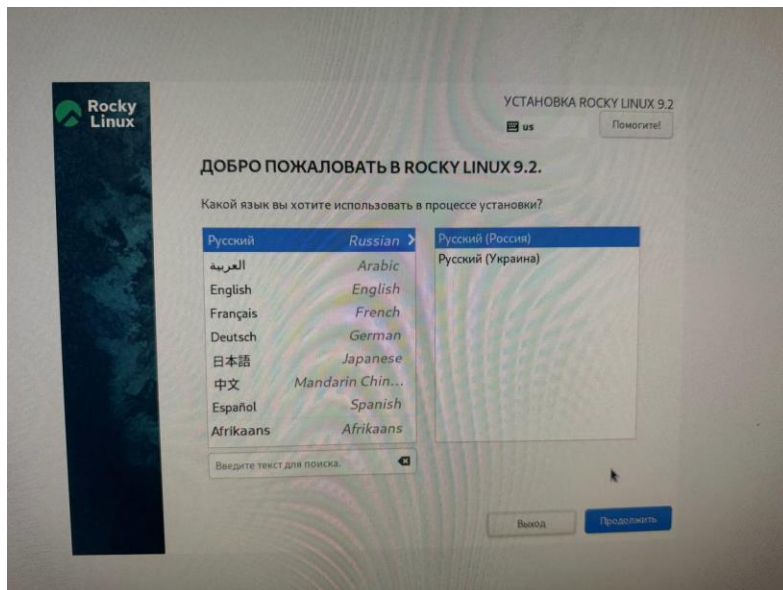 Rocky
Linux
УСТАНОВКА ROCKY LINUX 9.2
us
Помогите!
ДОБРО ПОЖАЛОВАТЬ В ROCKY LINUX 9.2.
Какой язык вы хотите использовать в процессе установки?
Русский Russian
Русский (Россия)
العربية Arabic
Русский (Украина)
English English
Français French
Deutsch German
日本語 Japanese
中文 Mandarin Chin...
Español Spanish
Afrikaans Afrikaans
Введите текст для поиска.
Выход
Продолжить